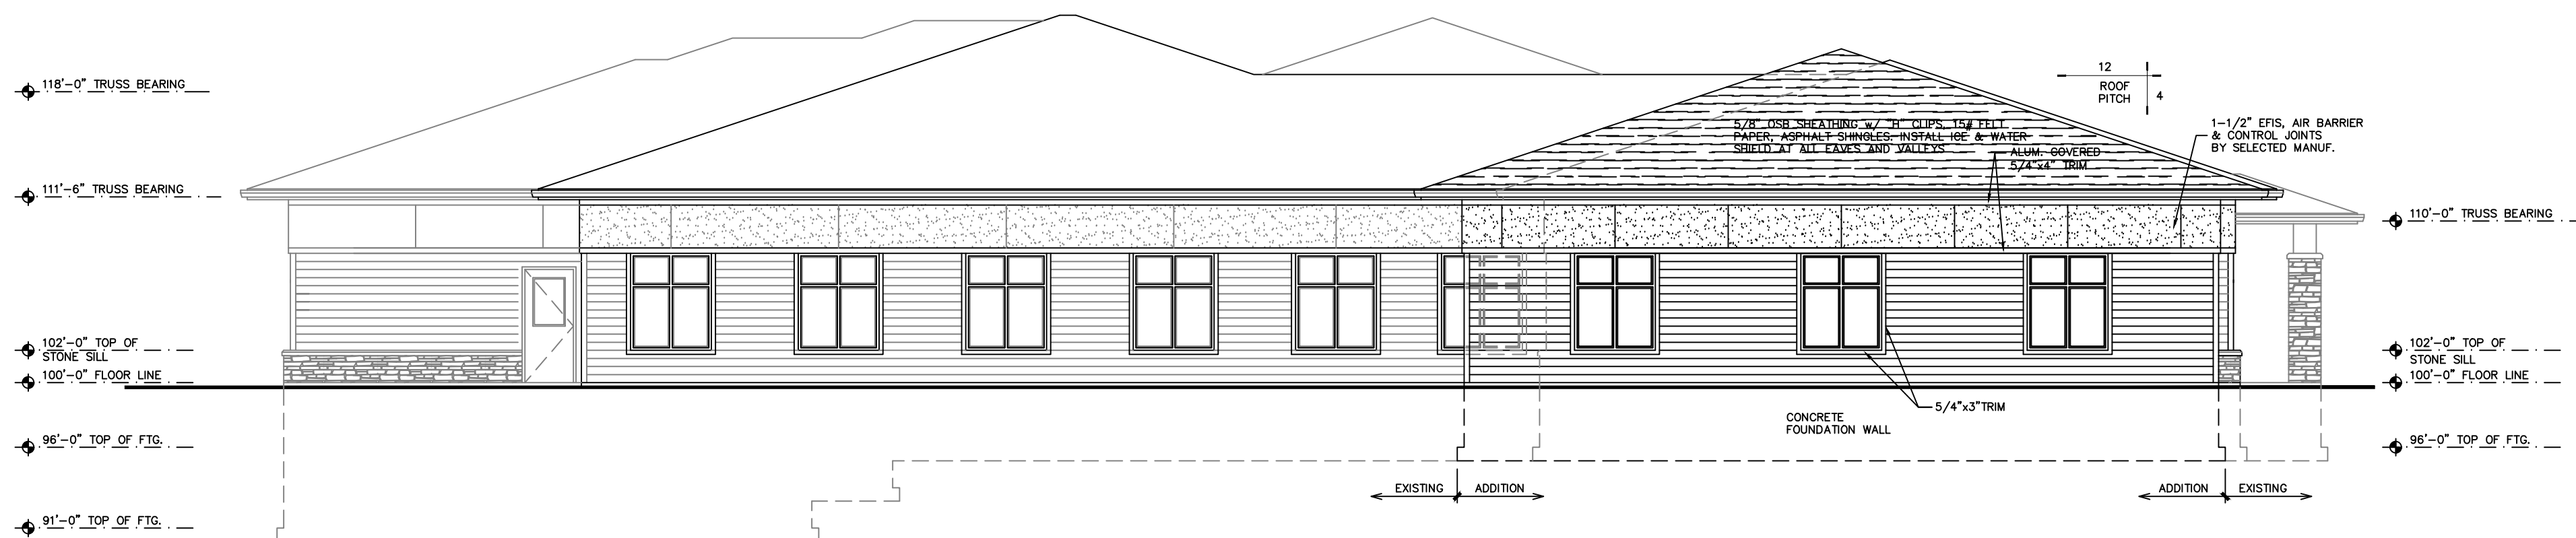 118'-0" TRUSS BEARING
111'-6" TRUSS BEARING
102'-0" TOP OF
STONE SILL
100'-0" FLOOR LINE
96'-0" TOP OF FTG.
91'-0" TOP OF FTG.
5/8" OSB SHEATHING w/ "H" CLIPS, 15# FELT
PAPER, ASPHALT SHINGLES. INSTALL ICE & WATER
SHIELD AT ALL EAVES AND VALLEYS
ALUM. COVERED
5/4"x4" TRIM
12
ROOF
PITCH
4
1-1/2" EFIS, AIR BARRIER
& CONTROL JOINTS
BY SELECTED MANUF.
5/4"x3"TRIM
CONCRETE
FOUNDATION WALL
EXISTING
ADDITION
ADDITION
EXISTING
110'-0" TRUSS BEARING
102'-0" TOP OF
STONE SILL
100'-0" FLOOR LINE
96'-0" TOP OF FTG.